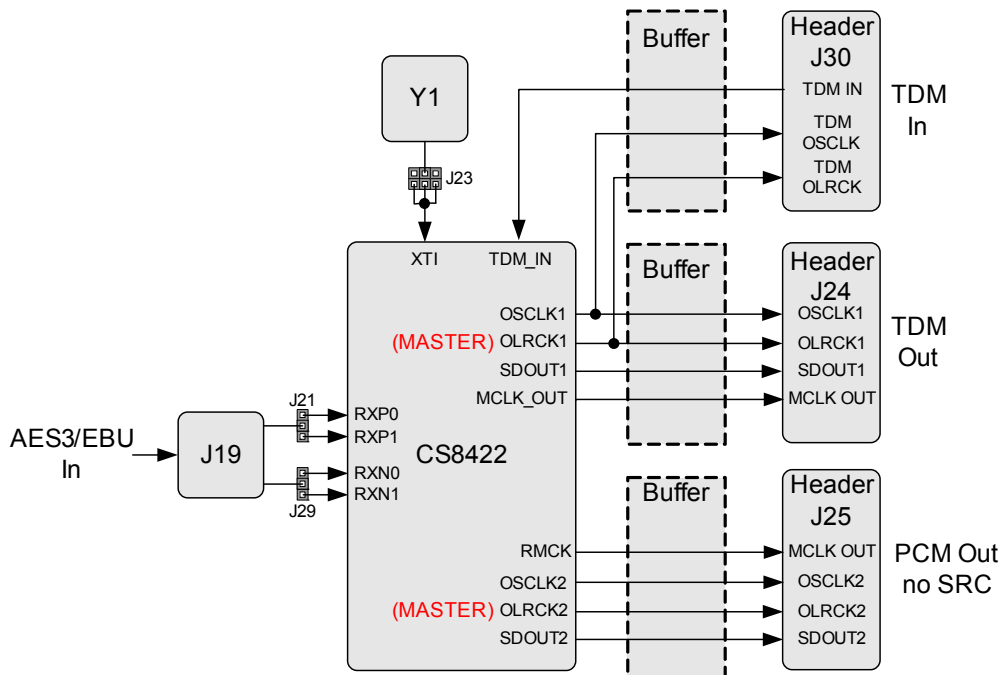 Buffer
Header
J30
TDM IN
TDM
OSCLK
TDM
OLRCK
TDM
In
Y1
J23
XTI
TDM_IN
Buffer
Header
J24
OSCLK1
OSCLK1
(MASTER) OLRCK1
OLRCK1
SDOUT1
SDOUT1
MCLK_OUT
MCLK OUT
TDM
Out
AES3/EBU
In
J19
J21
J29
RXP0
RXP1
RXN0
RXN1
CS8422
Buffer
Header
J25
RMCK
MCLK OUT
OSCLK2
OSCLK2
(MASTER) OLRCK2
OLRCK2
SDOUT2
SDOUT2
PCM Out
no SRC